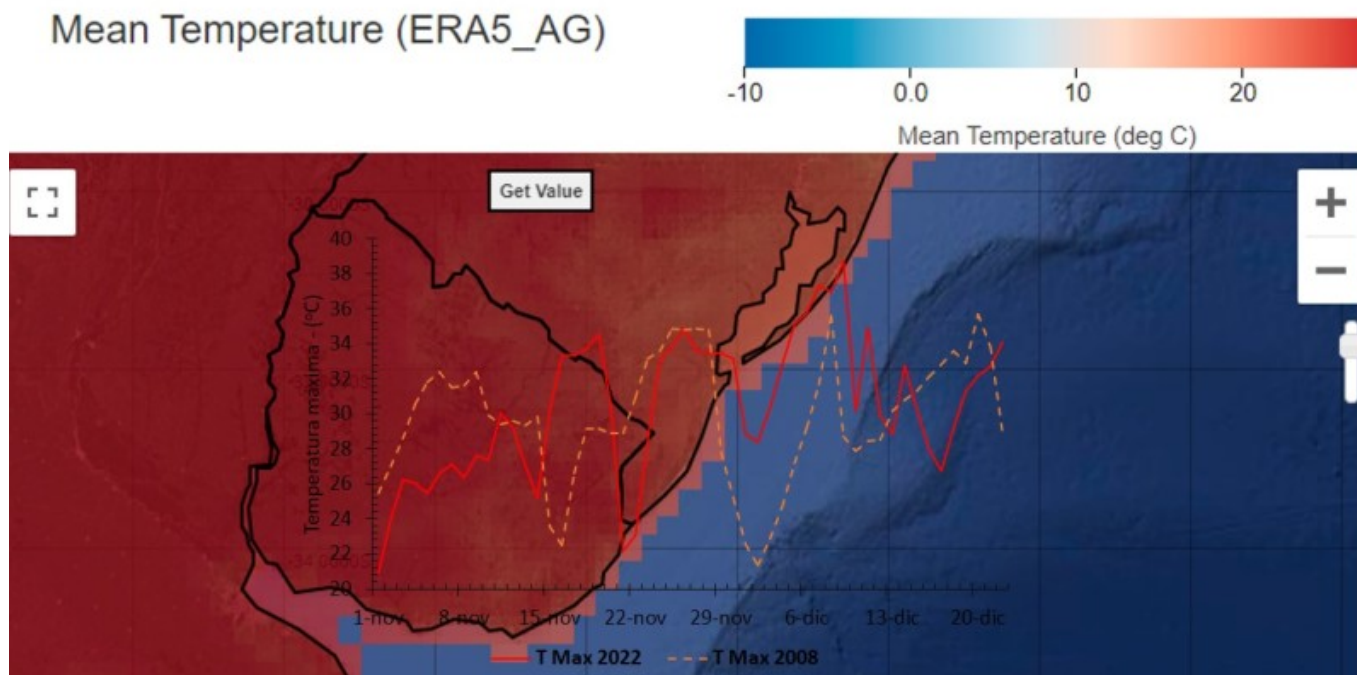 Mean Temperature (ERA5_AG)
-10 0.0 10 20
Mean Temperature (deg C)
Get Value
+
−
Temperatura máxima - (ºC)
40
38
36
34
32
30
28
26
24
22
20
1-nov 8-nov 15-nov 22-nov 29-nov 6-dic 13-dic 20-dic
T Max 2022 T Max 2008